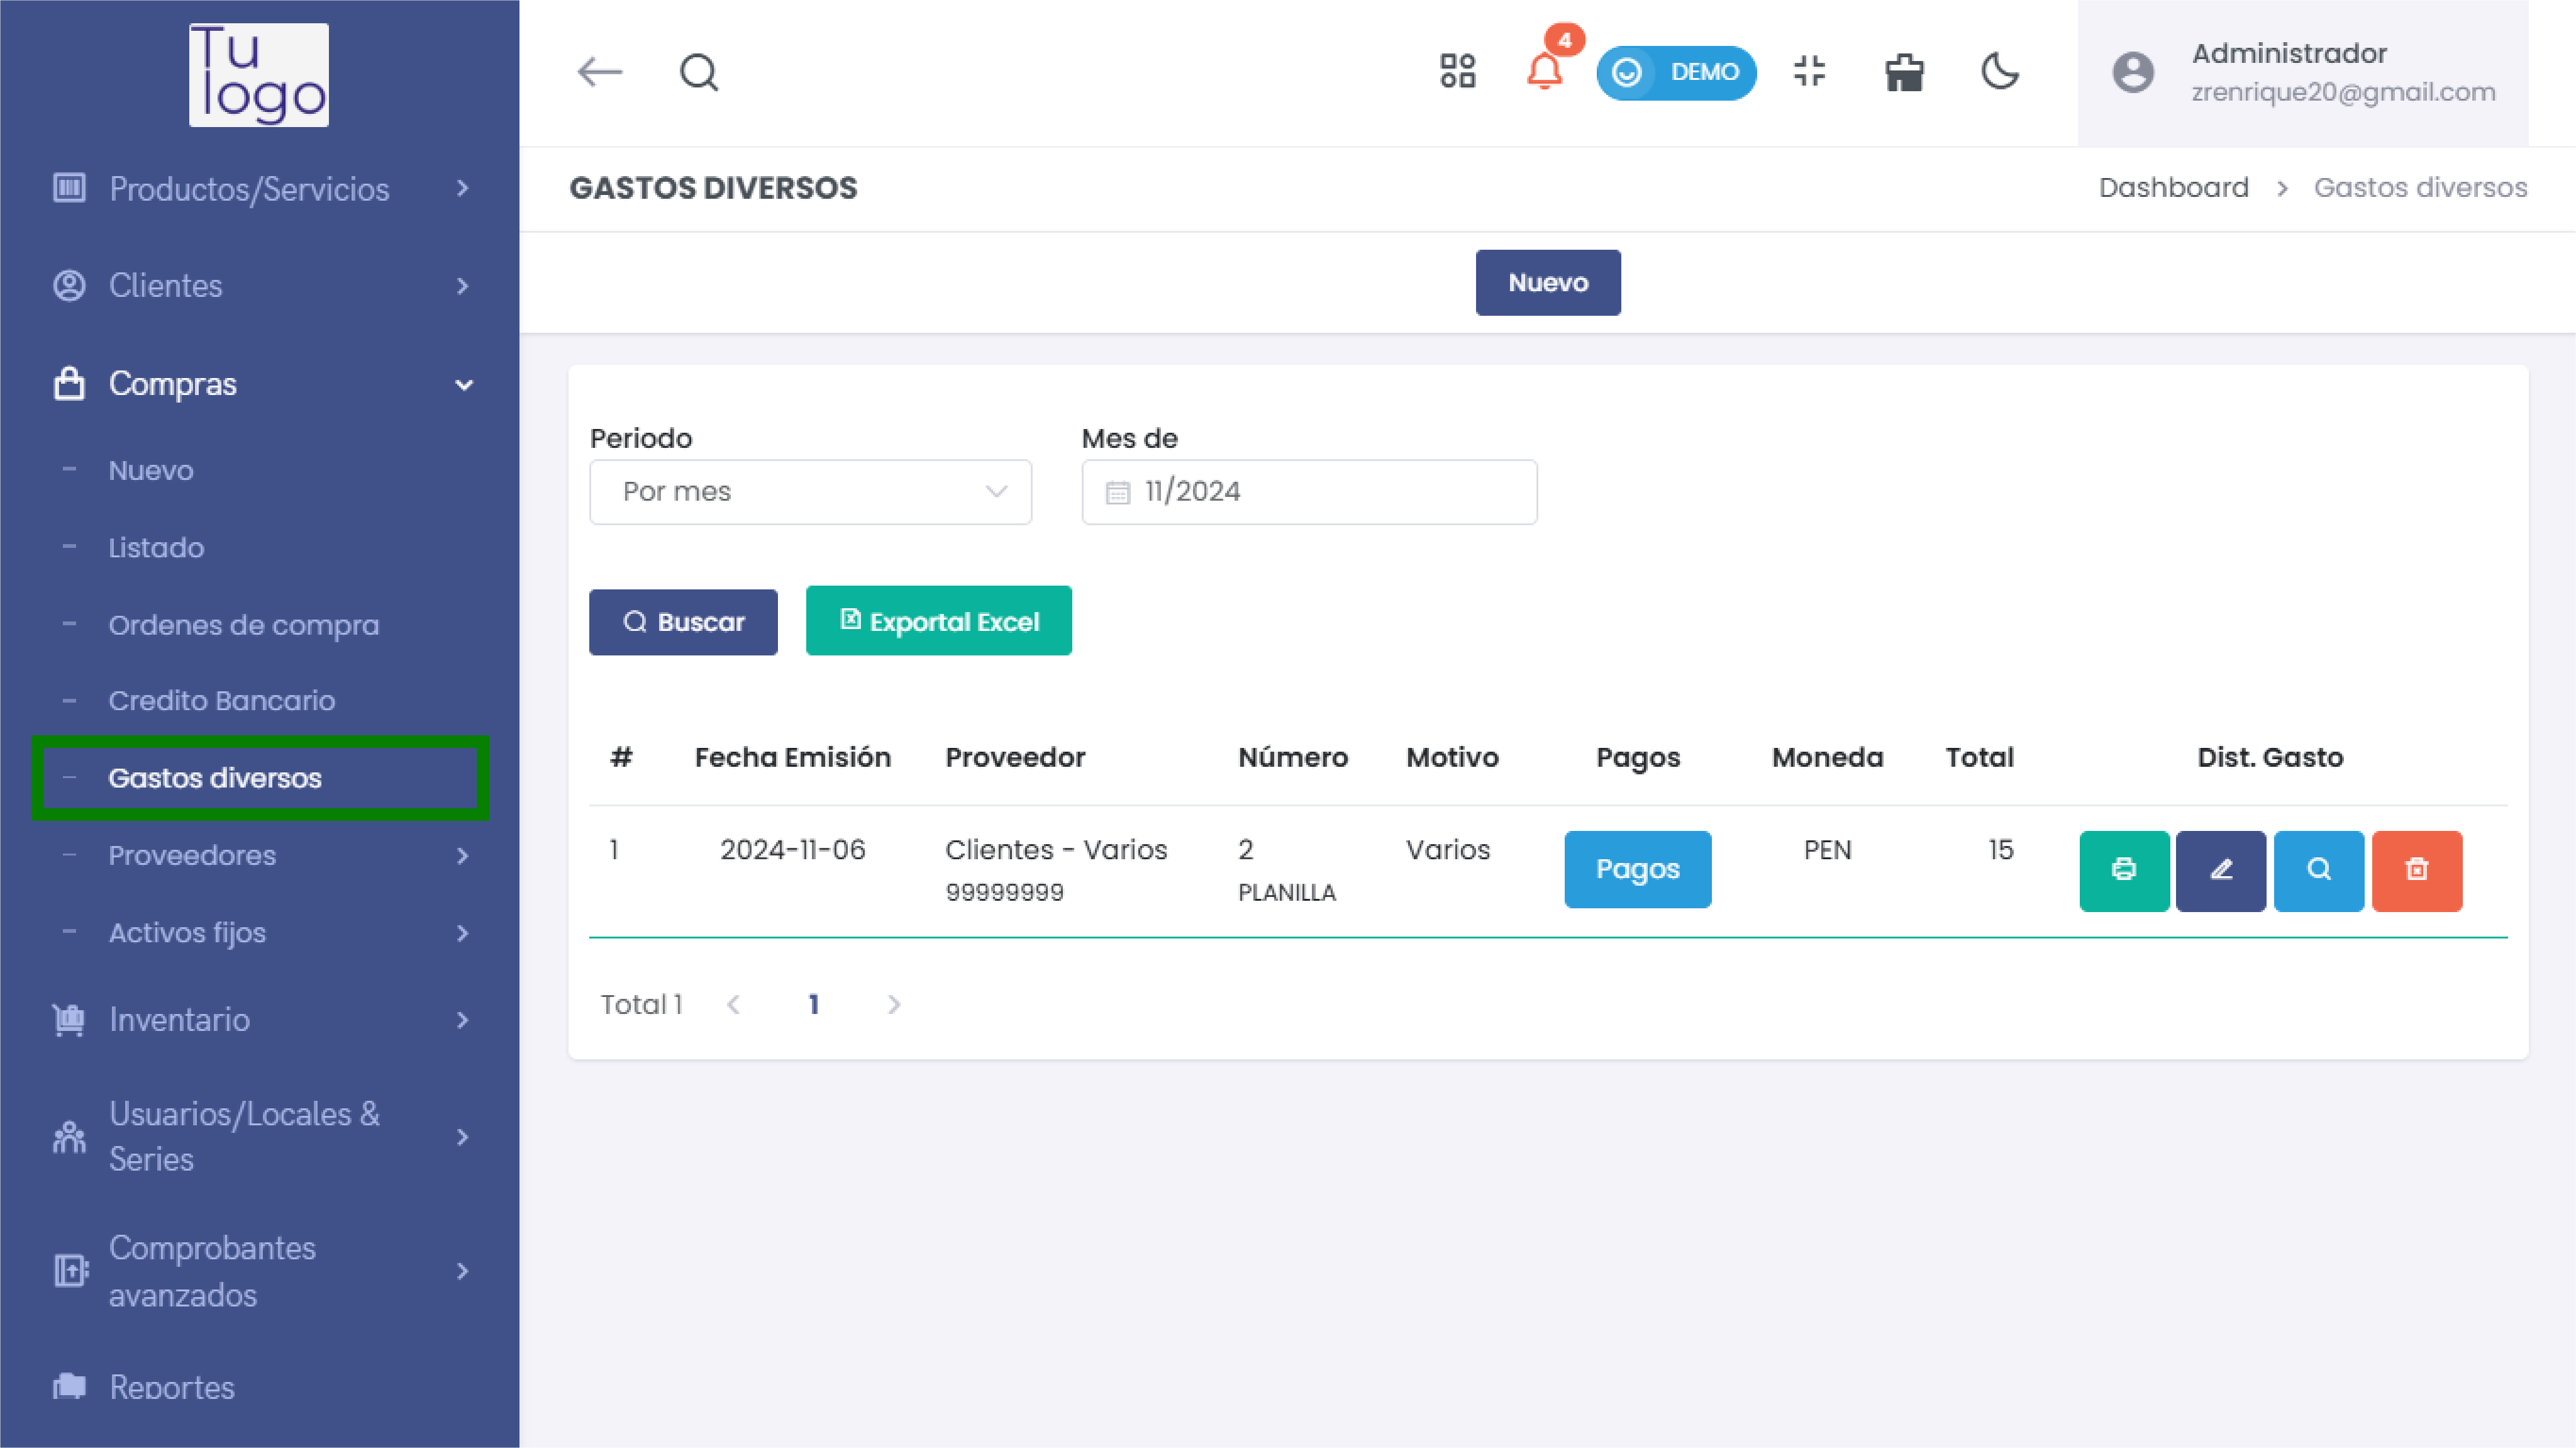 Tu
logo
Productos/Servicios
Clientes
Compras
Nuevo
Listado
Ordenes de compra
Credito Bancario
Gastos diversos
Proveedores
Activos fijos
Inventario
Usuarios/Locales &
Series
Comprobantes
avanzados
Reportes
4
DEMO
Administrador
zrenrique20@gmail.com
GASTOS DIVERSOS
Dashboard > Gastos diversos
Nuevo
Periodo Mes de
Por mes 11/2024
Buscar Exportal Excel
# Fecha Emisión Proveedor Número Motivo Pagos Moneda Total Dist. Gasto
1 2024-11-06 Clientes - Varios 2 Varios Pagos PEN 15
99999999 PLANILLA
Total 1 < 1 >